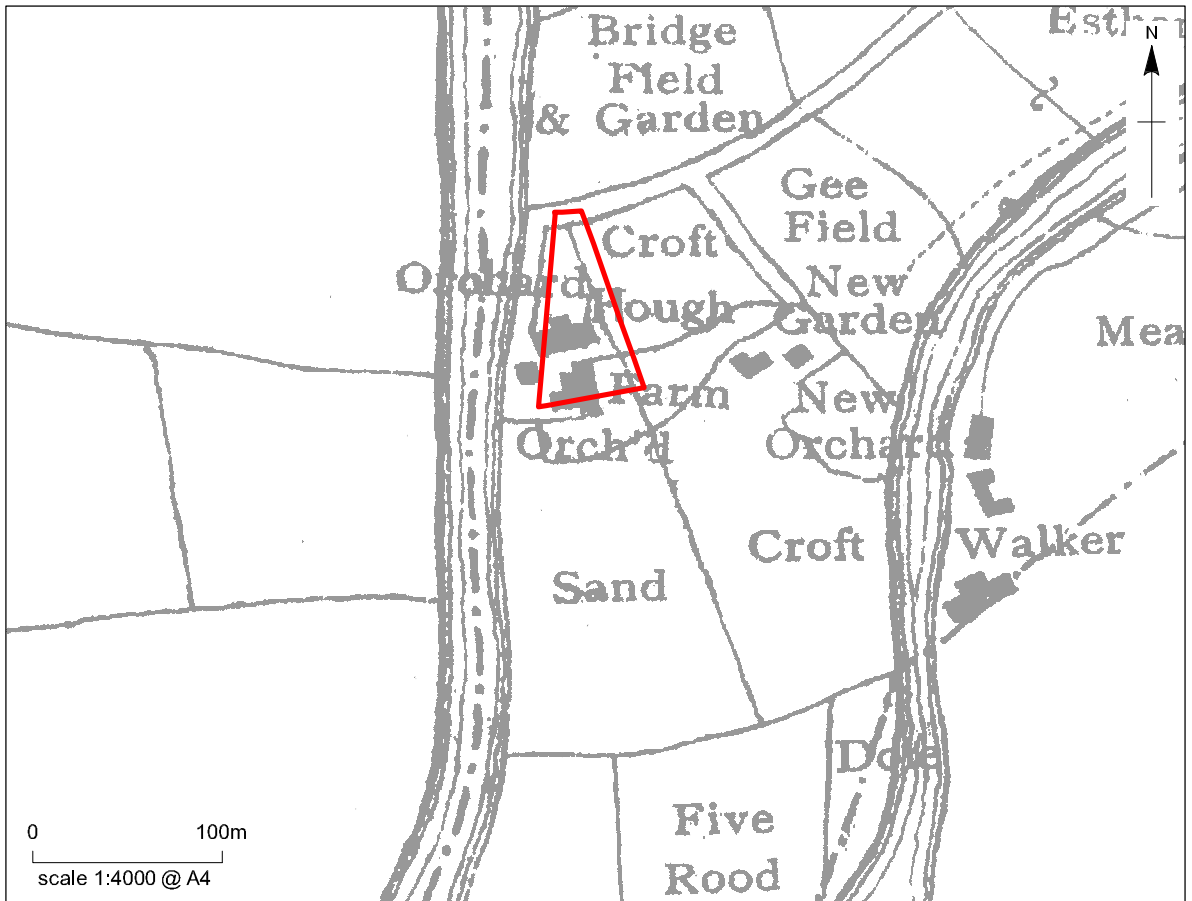 Bridge
Field
& Garden
N
Gee
Field
Croft
Orchard
Hough
New
Garden
Farm
New
Orchard
Orch'd
Croft
Walker
Sand
Dole
Five
Rood
0 100m
scale 1:4000 @ A4